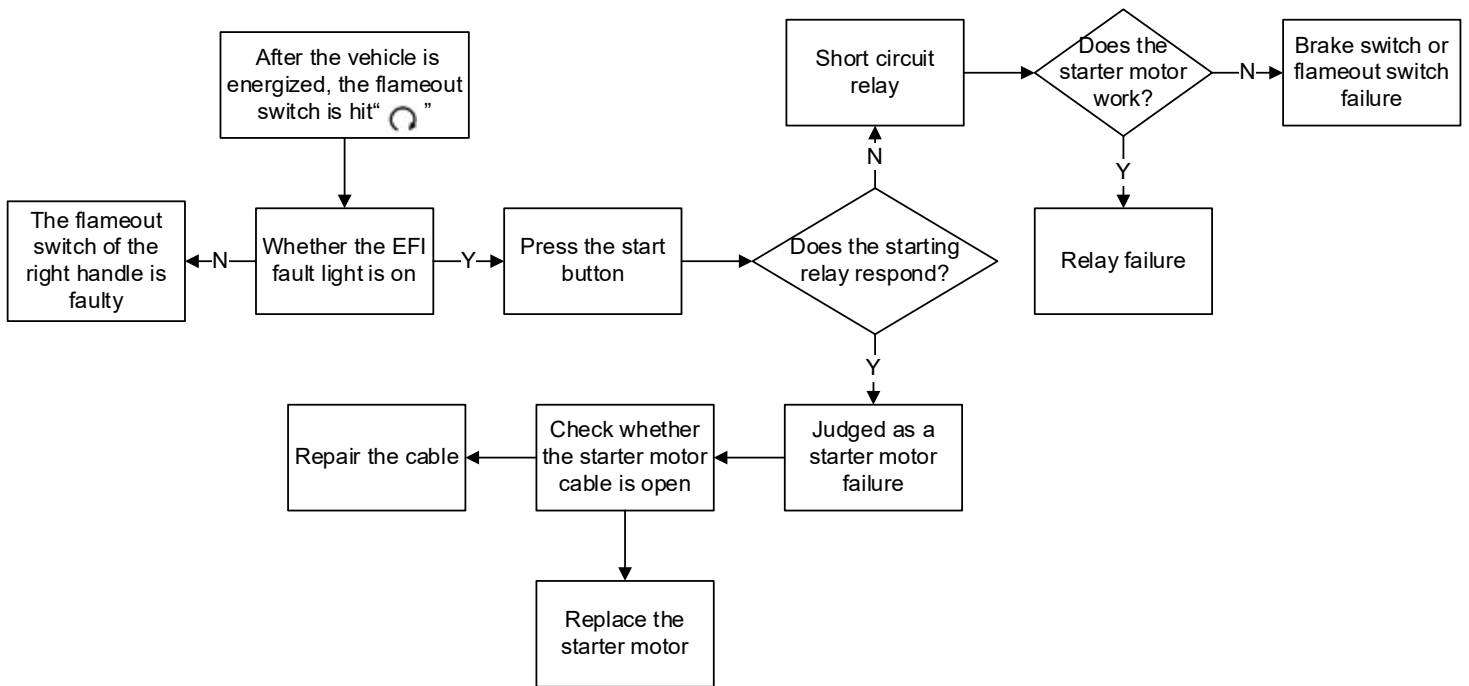 After the vehicle is
energized, the flameout
switch is hit“ ”
Short circuit
relay
Does the
starter motor
work?
N
Brake switch or
flameout switch
failure
N
Y
The flameout
switch of the
right handle is
faulty
N
Whether the EFI
fault light is on
Y
Press the start
button
Does the starting
relay respond?
Relay failure
Y
Repair the cable
Check whether
the starter motor
cable is open
Judged as a
starter motor
failure
Replace the
starter motor